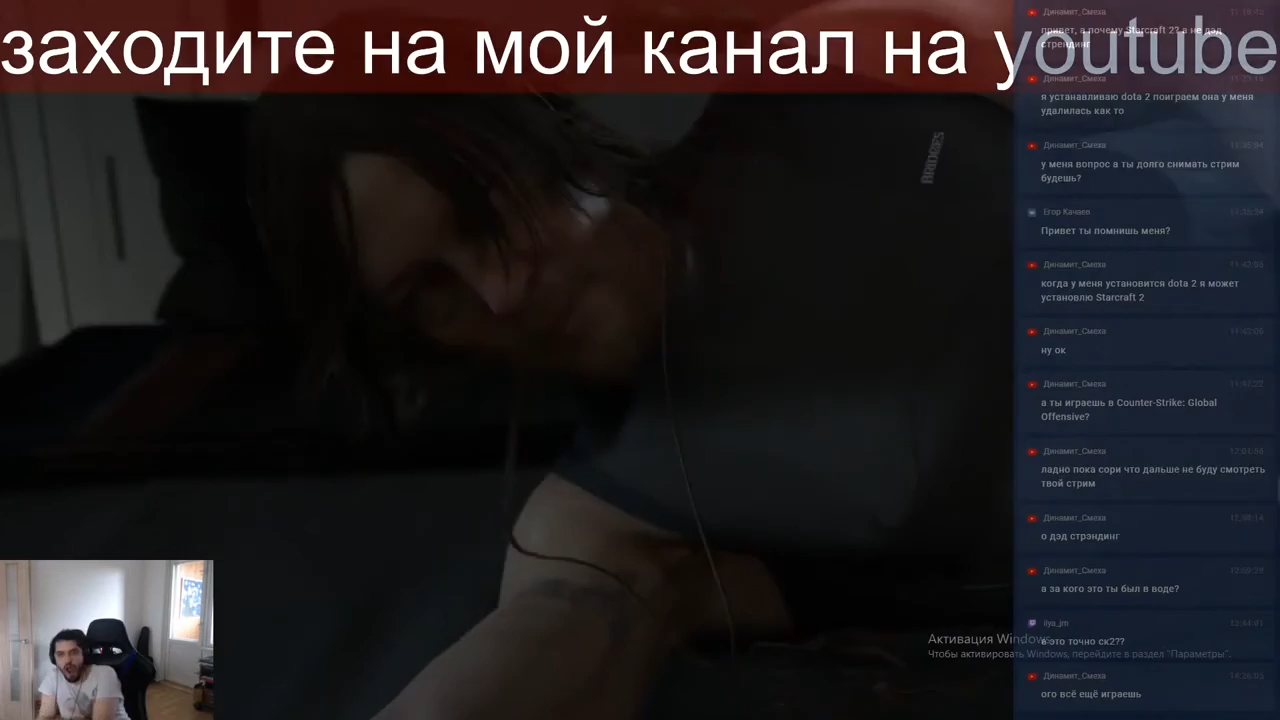 заходите на мой канал на youtube
BRIDGES
Динамит_Смеха
привет, а почему Starcraft 2? а не дэд
стрендинг
Динамит_Смеха
я устанавливаю dota 2 поиграем она у меня
удалилась как то
Динамит_Смеха
у меня вопрос а ты долго снимать стрим
будешь?
Егор Качаев
Привет ты помнишь меня?
Динамит_Смеха
когда у меня установится dota 2 я может
установлю Starcraft 2
Динамит_Смеха
ну ок
Динамит_Смеха
а ты играешь в Counter-Strike: Global
Offensive?
Динамит_Смеха
ладно пока сори что дальше не буду смотреть
твой стрим
Динамит_Смеха
о дэд стрэндинг
Динамит_Смеха
а за кого это ты был в воде?
ilya_jm
а это точно ск2??
Активация Windows
Чтобы активировать Windows, перейдите в раздел "Параметры".
Динамит_Смеха
ого всё ещё играешь